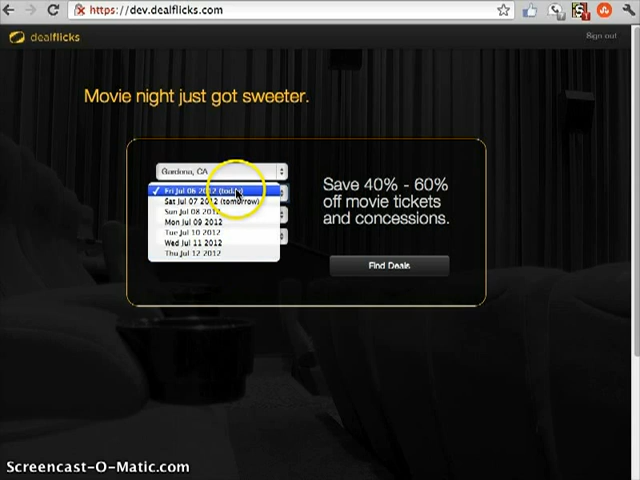 https://dev.dealflicks.com
dealflicks
Sign out
Movie night just got sweeter.
Gardena, CA
✓ Fri Jul 06 2012 (today)
Sat Jul 07 2012 (tomorrow)
Sun Jul 08 2012
Mon Jul 09 2012
Tue Jul 10 2012
Wed Jul 11 2012
Thu Jul 12 2012
Save 40% - 60%
off movie tickets
and concessions.
Find Deals
Screencast-O-Matic.com